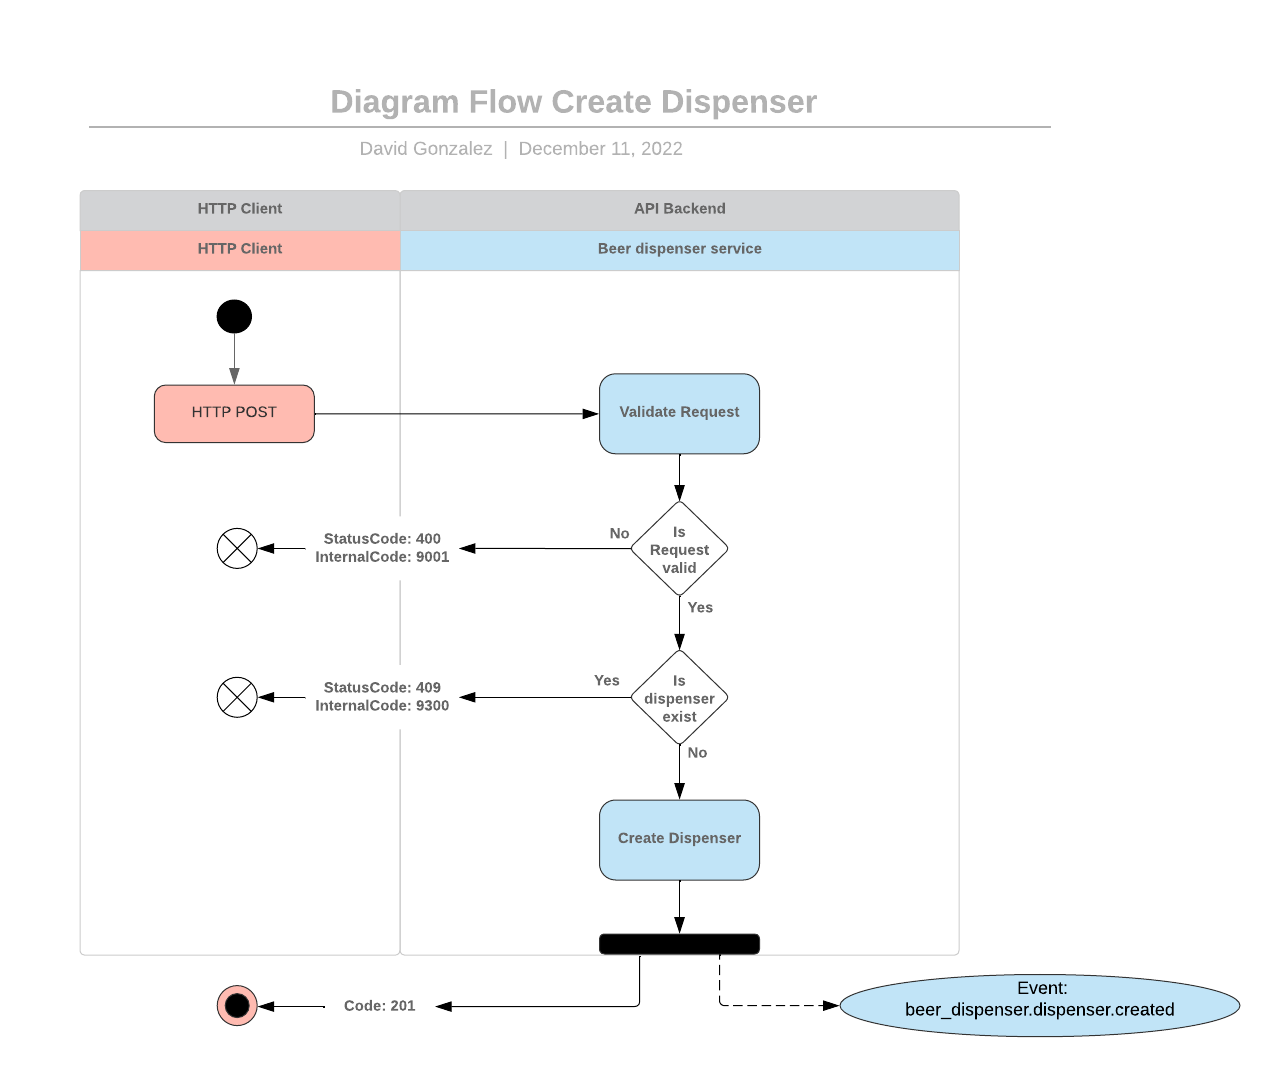 Diagram Flow Create Dispenser
David Gonzalez | December 11, 2022
HTTP Client
API Backend
HTTP Client
Beer dispenser service
HTTP POST
Validate Request
StatusCode: 400
InternalCode: 9001
No
Is
Request
valid
Yes
StatusCode: 409
InternalCode: 9300
Yes
Is
dispenser
exist
No
Create Dispenser
Code: 201
Event:
beer_dispenser.dispenser.created